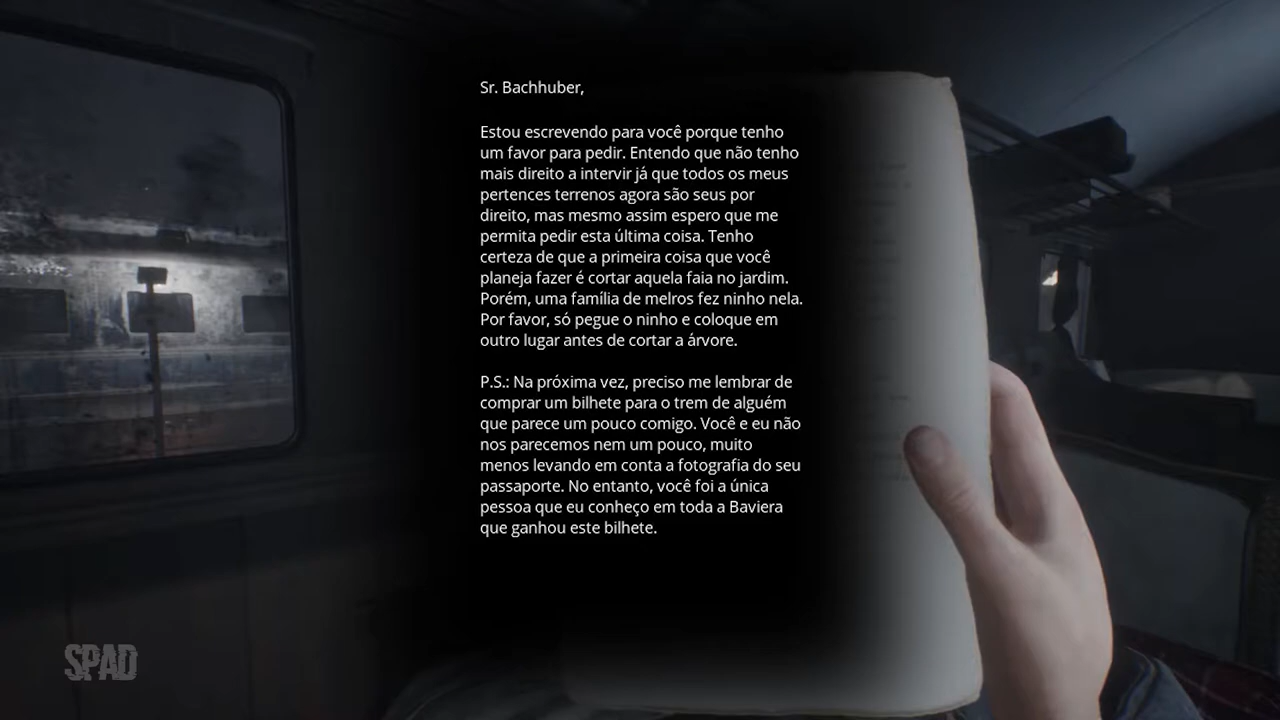 Sr. Bachhuber,
Estou escrevendo para você porque tenho
um favor para pedir. Entendo que não tenho
mais direito a intervir já que todos os meus
pertences terrenos agora são seus por
direito, mas mesmo assim espero que me
permita pedir esta última coisa. Tenho
certeza de que a primeira coisa que você
planeja fazer é cortar aquela faia no jardim.
Porém, uma família de melros fez ninho nela.
Por favor, só pegue o ninho e coloque em
outro lugar antes de cortar a árvore.
P.S.: Na próxima vez, preciso me lembrar de
comprar um bilhete para o trem de alguém
que parece um pouco comigo. Você e eu não
nos parecemos nem um pouco, muito
menos levando em conta a fotografia do seu
passaporte. No entanto, você foi a única
pessoa que eu conheço em toda a Baviera
que ganhou este bilhete.
SPAD